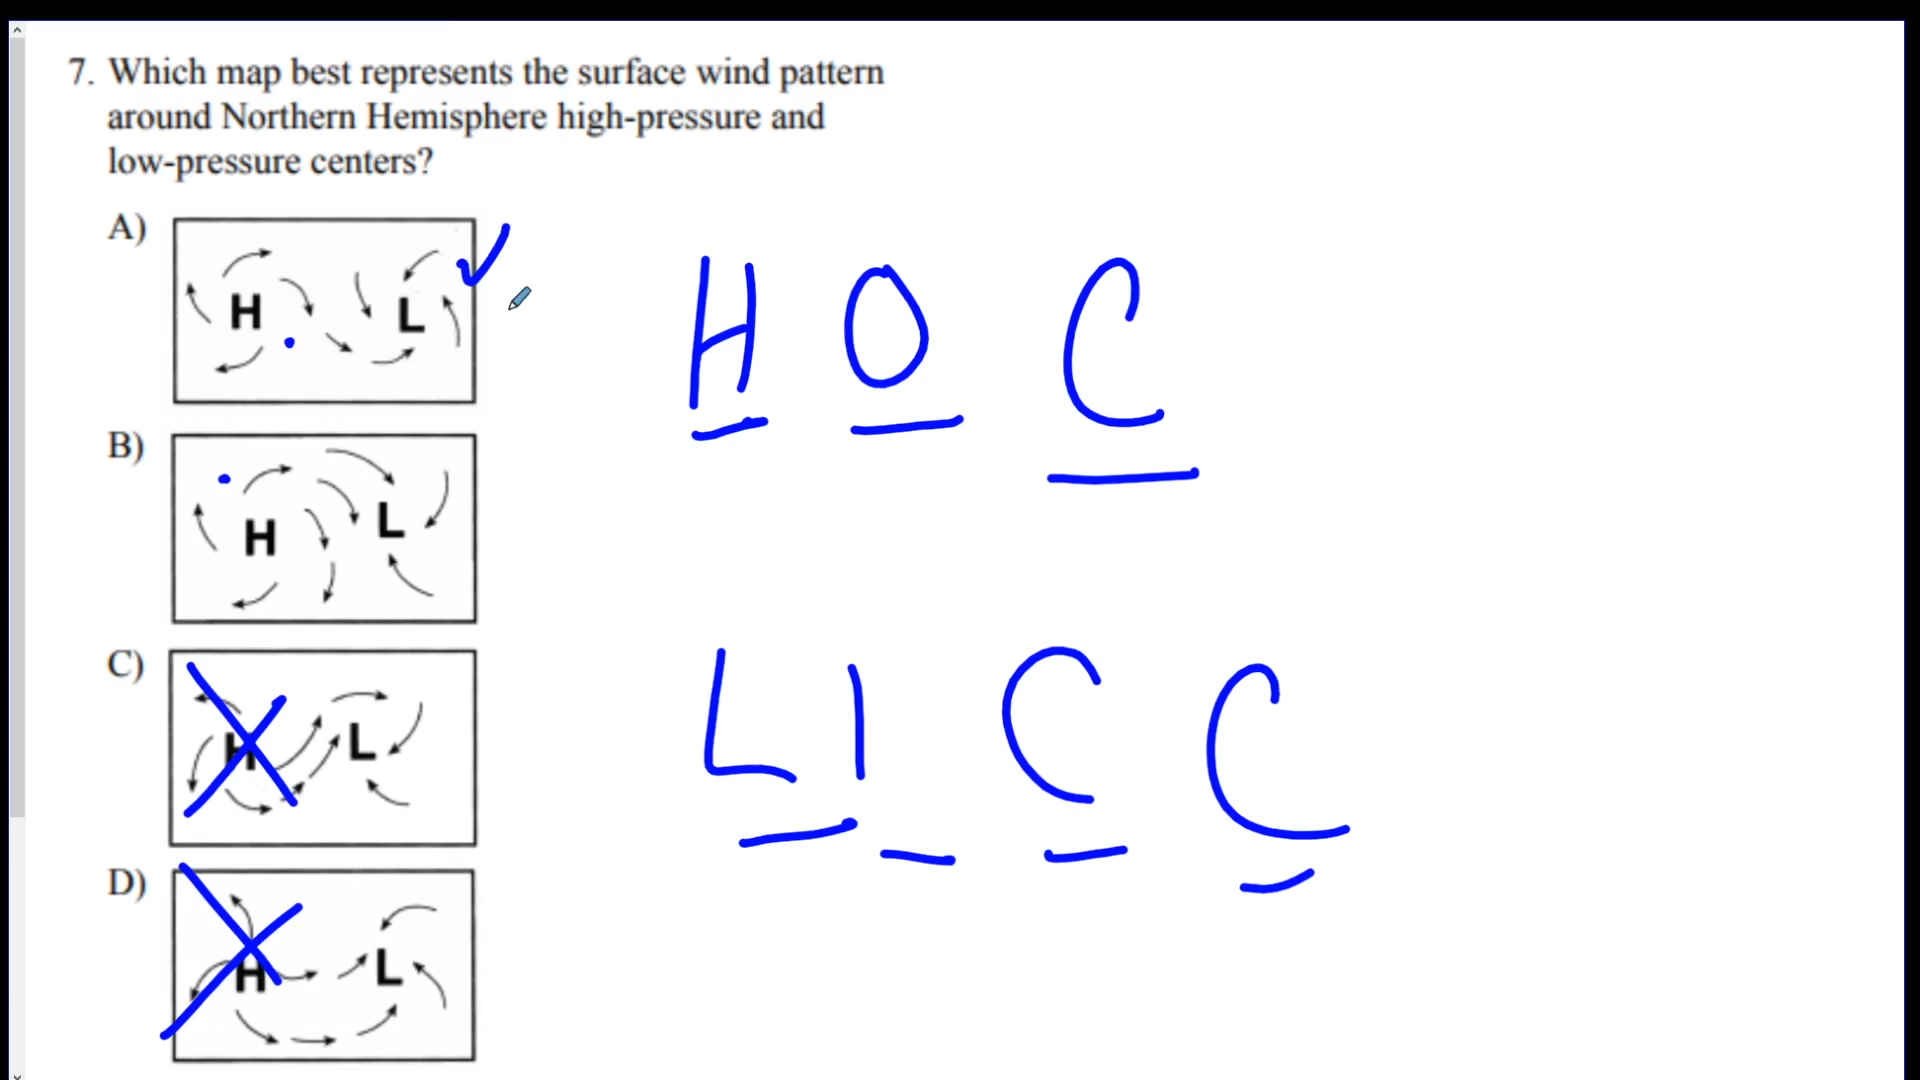 7. Which map best represents the surface wind pattern
around Northern Hemisphere high-pressure and
low-pressure centers?
A)
H L
B)
H L
C)
H L
D)
H L
H O C
L I C C